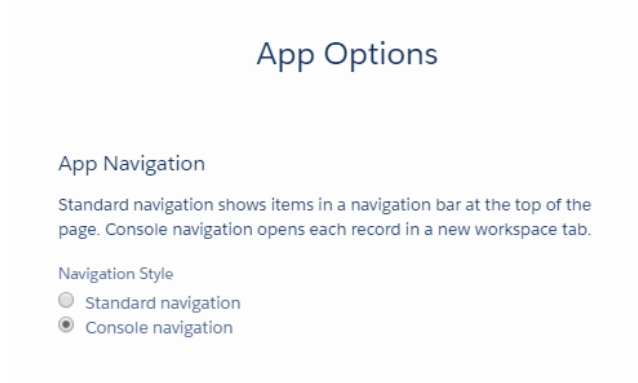 App Options
App Navigation
Standard navigation shows items in a navigation bar at the top of the
page. Console navigation opens each record in a new workspace tab.
Navigation Style
Standard navigation
Console navigation